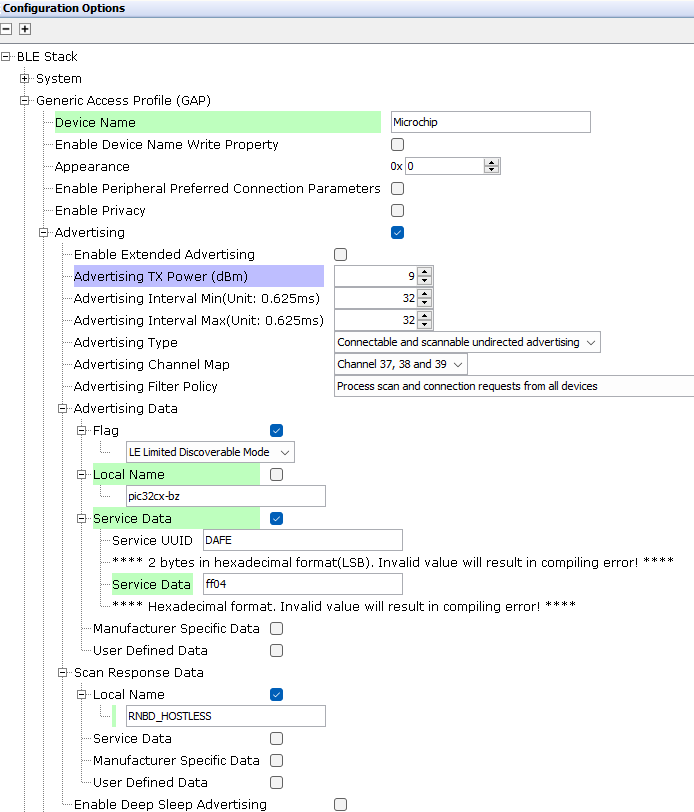 Configuration Options
BLE Stack
System
Generic Access Profile (GAP)
Device Name Microchip
Enable Device Name Write Property
Appearance 0x 0
Enable Peripheral Preferred Connection Parameters
Enable Privacy
Advertising
Enable Extended Advertising
Advertising TX Power (dBm) 9
Advertising Interval Min(Unit: 0.625ms) 32
Advertising Interval Max(Unit: 0.625ms) 32
Advertising Type Connectable and scannable undirected advertising
Advertising Channel Map Channel 37, 38 and 39
Advertising Filter Policy Process scan and connection requests from all devices
Advertising Data
Flag
LE Limited Discoverable Mode
Local Name
pic32cx-bz
Service Data
Service UUID DAFE
**** 2 bytes in hexadecimal format(LSB). Invalid value will result in compiling error! ****
Service Data ff04
**** Hexadecimal format. Invalid value will result in compiling error! ****
Manufacturer Specific Data
User Defined Data
Scan Response Data
Local Name
RNBD_HOSTLESS
Service Data
Manufacturer Specific Data
User Defined Data
Enable Deep Sleep Advertising